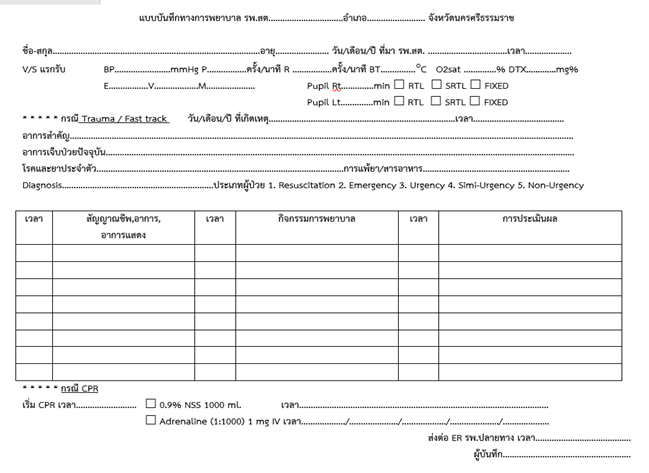 แบบบันทึกทางการพยาบาล รพ.สต...............................อำเภอ......................... จังหวัดนครศรีธรรมราช
ชื่อ-สกุล...............................................................................อายุ....................... วัน/เดือน/ปี ที่มา รพ.สต. ...........................เวลา...................
V/S แรกรับ BP........................mmHg P.................ครั้ง/นาที R .................ครั้ง/นาที BT...............°C O2sat ..............% DTX............mg%
E...............V.................M.................... Pupil Rt..............min ☐ RTL ☐ SRTL ☐ FIXED
Pupil Lt..............min ☐ RTL ☐ SRTL ☐ FIXED
* * * * * กรณี Trauma / Fast track วัน/เดือน/ปี ที่เกิดเหตุ..........................................................................เวลา...................................
อาการสำคัญ....................................................................................................................................................
อาการเจ็บป่วยปัจจุบัน..........................................................................................................................................
โรคและยาประจำตัว.................................................................................................การแพ้ยา/สารอาหาร.........................................................
Diagnosis............................................................ประเภทผู้ป่วย 1. Resuscitation 2. Emergency 3. Urgency 4. Simi-Urgency 5. Non-Urgency
เวลา สัญญาณชีพ,อาการ, เวลา กิจกรรมการพยาบาล เวลา การประเมินผล
อาการแสดง
* * * * * กรณี CPR
เริ่ม CPR เวลา......................... ☐ 0.9% NSS 1000 ml. เวลา....................................................................................................
☐ Adrenaline (1:1000) 1 mg IV เวลา................../................../................../................../................../..................
ส่งต่อ ER รพ.ปลายทาง เวลา......................................
ผู้บันทึก..................................................